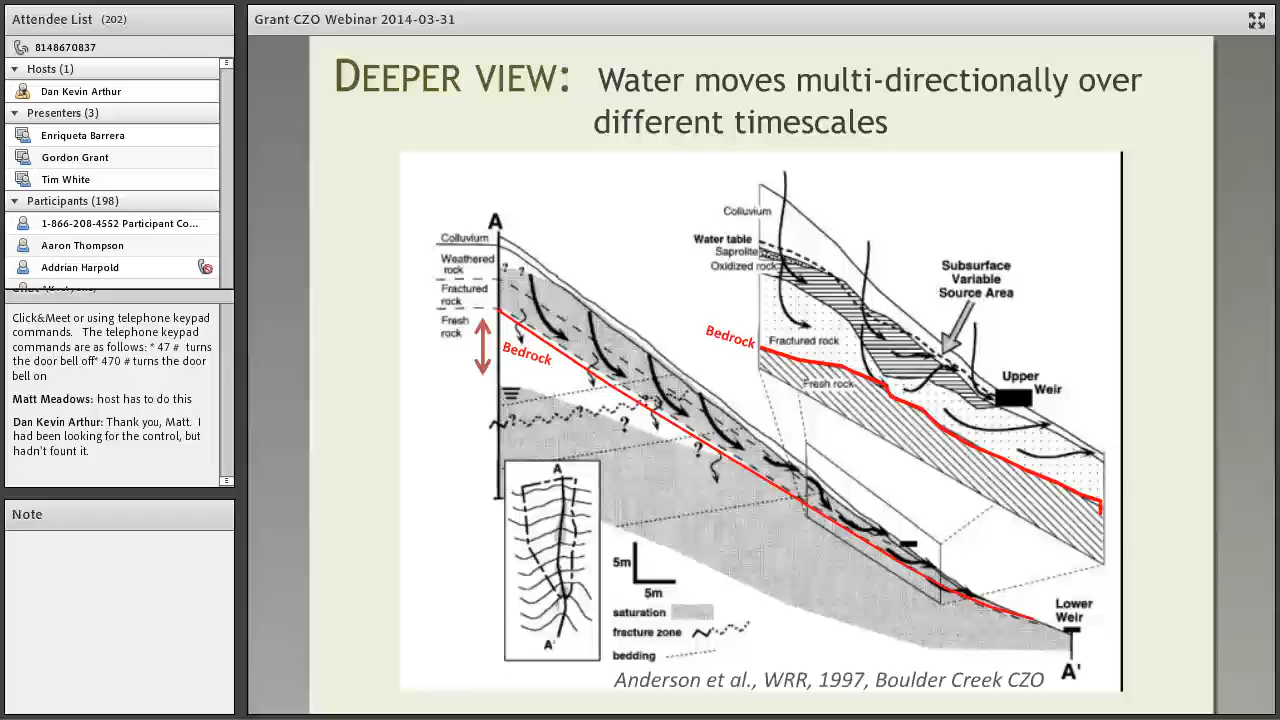 Attendee List (202)
8148670837
Hosts (1)
Dan Kevin Arthur
Presenters (3)
Enriqueta Barrera
Gordon Grant
Tim White
Participants (198)
1-866-208-4552 Participant Co...
Aaron Thompson
Addrian Harpold
Click&Meet or using telephone keypad
commands. The telephone keypad
commands are as follows: * 47 # turns
the door bell off* 470 # turns the door
bell on
Matt Meadows: host has to do this
Dan Kevin Arthur: Thank you, Matt. I
had been looking for the control, but
hadn't fount it.
Note
Grant CZO Webinar 2014-03-31
DEEPER VIEW: Water moves multi-directionally over
different timescales
A
Colluvium
Weathered
rock
Fractured
rock
Fresh
rock
Bedrock
? ?
?
?
?
?
Colluvium
Water table
Saprolite
Oxidized rock
Bedrock
Fractured rock
Fresh rock
Subsurface
Variable
Source Area
Upper
Weir
A
A'
5m
5m
saturation
fracture zone
bedding
Lower
Weir
A'
Anderson et al., WRR, 1997, Boulder Creek CZO